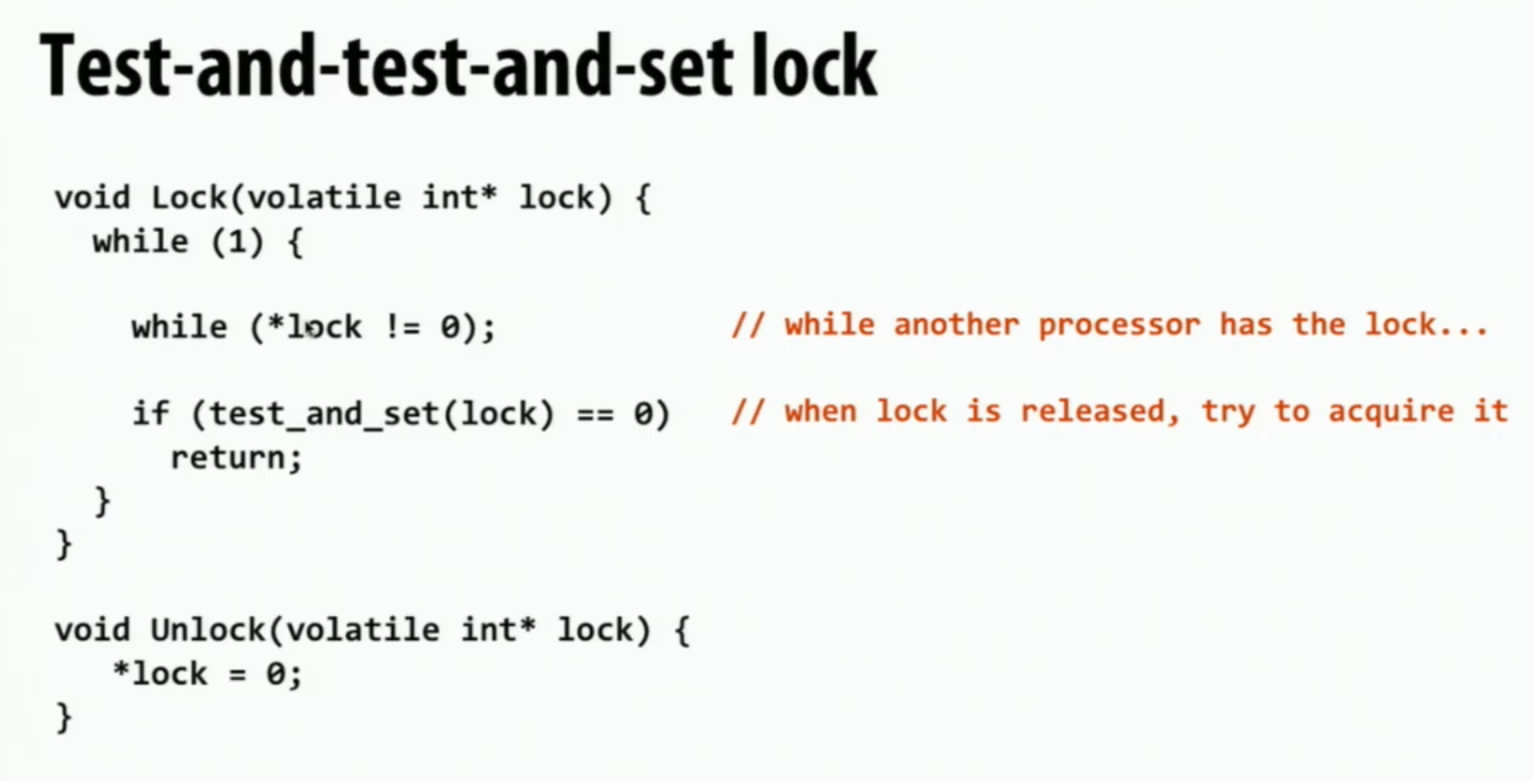 Test-and-test-and-set lock
void Lock(volatile int* lock) {
while (1) {
while (*lock != 0); // while another processor has the lock...
if (test_and_set(lock) == 0) // when lock is released, try to acquire it
return;
}
}
void Unlock(volatile int* lock) {
*lock = 0;
}